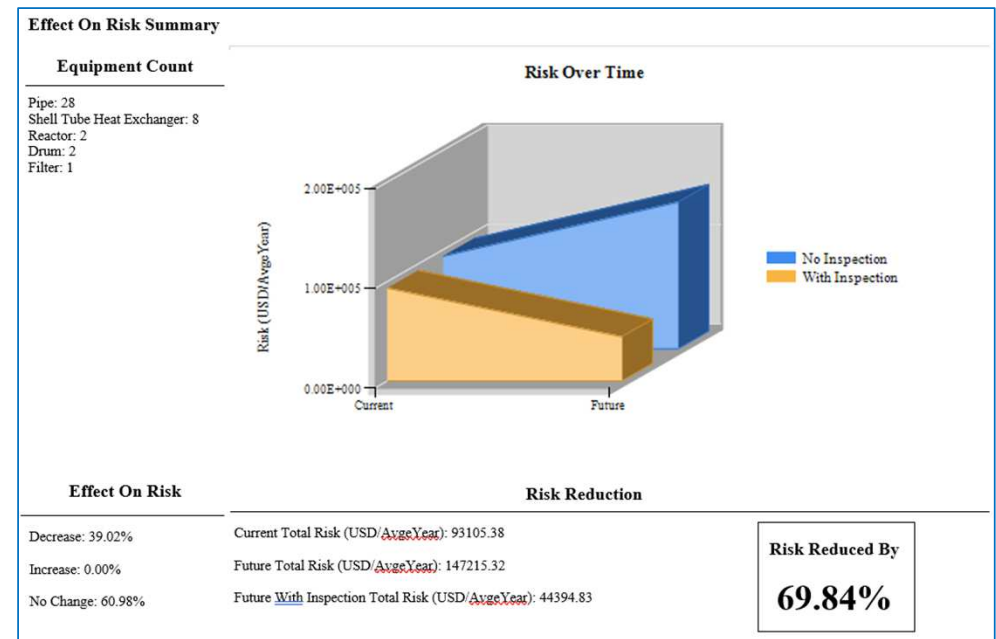 Effect On Risk Summary
Equipment Count
Pipe: 28
Shell Tube Heat Exchanger: 8
Reactor: 2
Drum: 2
Filter: 1
Risk Over Time
Risk (USD/AvgeYear)
2.00E+005
1.00E+005
0.00E+000
Current
Future
No Inspection
With Inspection
Effect On Risk
Decrease: 39.02%
Increase: 0.00%
No Change: 60.98%
Risk Reduction
Current Total Risk (USD/AvgeYear): 93105.38
Future Total Risk (USD/AvgeYear): 147215.32
Future With Inspection Total Risk (USD/AvgeYear): 44394.83
Risk Reduced By
69.84%